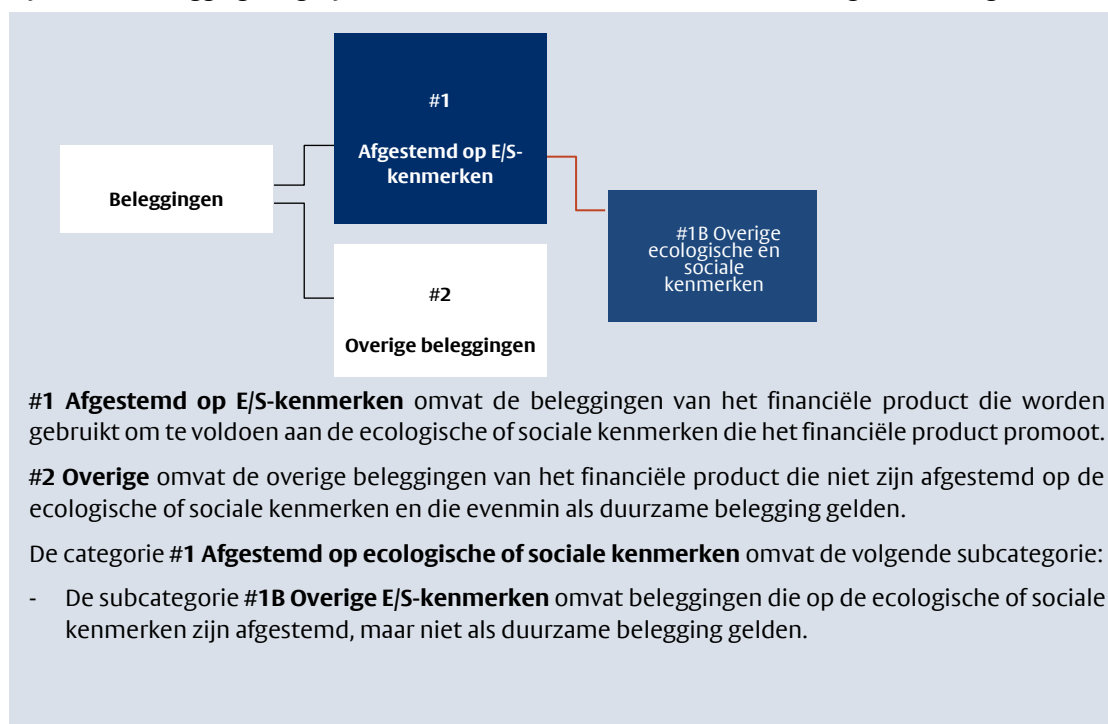 #1
Afgestemd op E/S-
kenmerken
Beleggingen
#1B Overige
ecologische en
sociale
kenmerken
#2
Overige beleggingen
#1 Afgestemd op E/S-kenmerken omvat de beleggingen van het financiële product die worden
gebruikt om te voldoen aan de ecologische of sociale kenmerken die het financiële product promoot.
#2 Overige omvat de overige beleggingen van het financiële product die niet zijn afgestemd op de
ecologische of sociale kenmerken en die evenmin als duurzame belegging gelden.
De categorie #1 Afgestemd op ecologische of sociale kenmerken omvat de volgende subcategorie:
- De subcategorie #1B Overige E/S-kenmerken omvat beleggingen die op de ecologische of sociale
kenmerken zijn afgestemd, maar niet als duurzame belegging gelden.